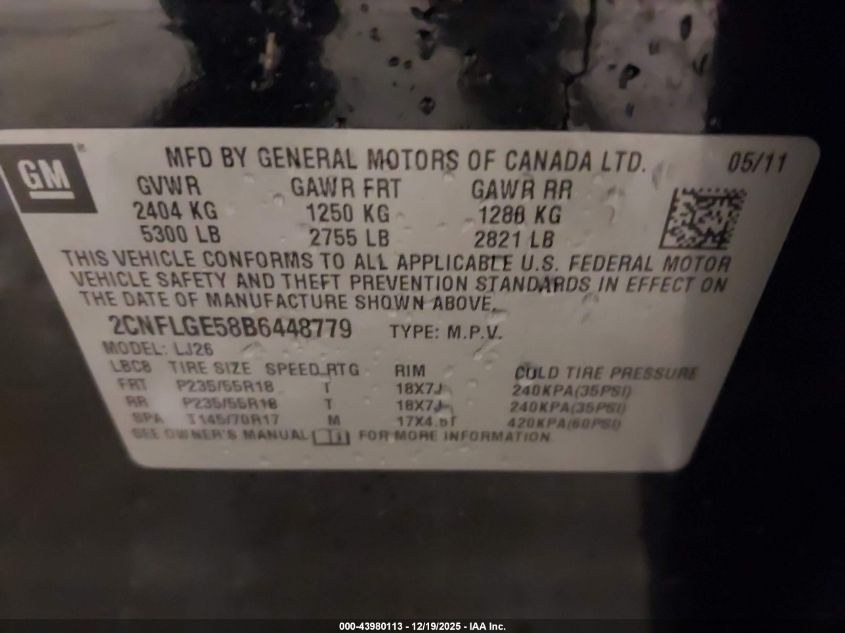 GM®
MFD BY GENERAL MOTORS OF CANADA LTD. 05/11
GVWR GAWR FRT GAWR RR
2404 KG 1250 KG 1280 KG
5300 LB 2755 LB 2821 LB
THIS VEHICLE CONFORMS TO ALL APPLICABLE U.S. FEDERAL MOTOR
VEHICLE SAFETY AND THEFT PREVENTION STANDARDS IN EFFECT ON
THE DATE OF MANUFACTURE SHOWN ABOVE.
2CNFLGE58B6448779 TYPE: M.P.V.
MODEL: LJ26
LBC8 TIRE SIZE SPEED RTG RIM COLD TIRE PRESSURE
FRT P235/55R18 T 18X7J 240KPA(35PSI)
RR P235/55R18 T 18X7J 240KPA(35PSI)
SPA T145/70R17 M 420KPA(60PSI)
SEE OWNER'S MANUAL FOR MORE INFORMATION.
000-43980113 - 12/19/2025 - IAA Inc.